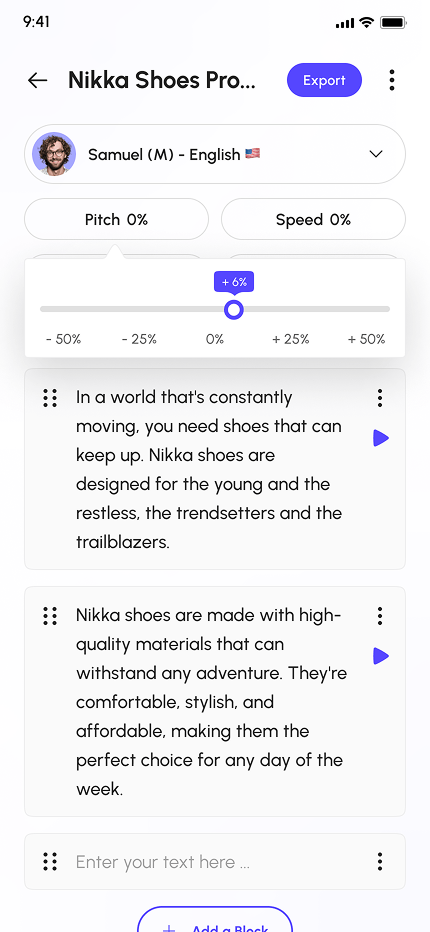 9:41
Nikka Shoes Pro...
Export
Samuel (M) - English
Pitch 0%
Speed 0%
+ 6%
- 50%
- 25%
0%
+ 25%
+ 50%
In a world that's constantly
moving, you need shoes that can
keep up. Nikka shoes are
designed for the young and the
restless, the trendsetters and the
trailblazers.
Nikka shoes are made with high-
quality materials that can
withstand any adventure. They're
comfortable, stylish, and
affordable, making them the
perfect choice for any day of the
week.
Enter your text here ...
+ Add a Block